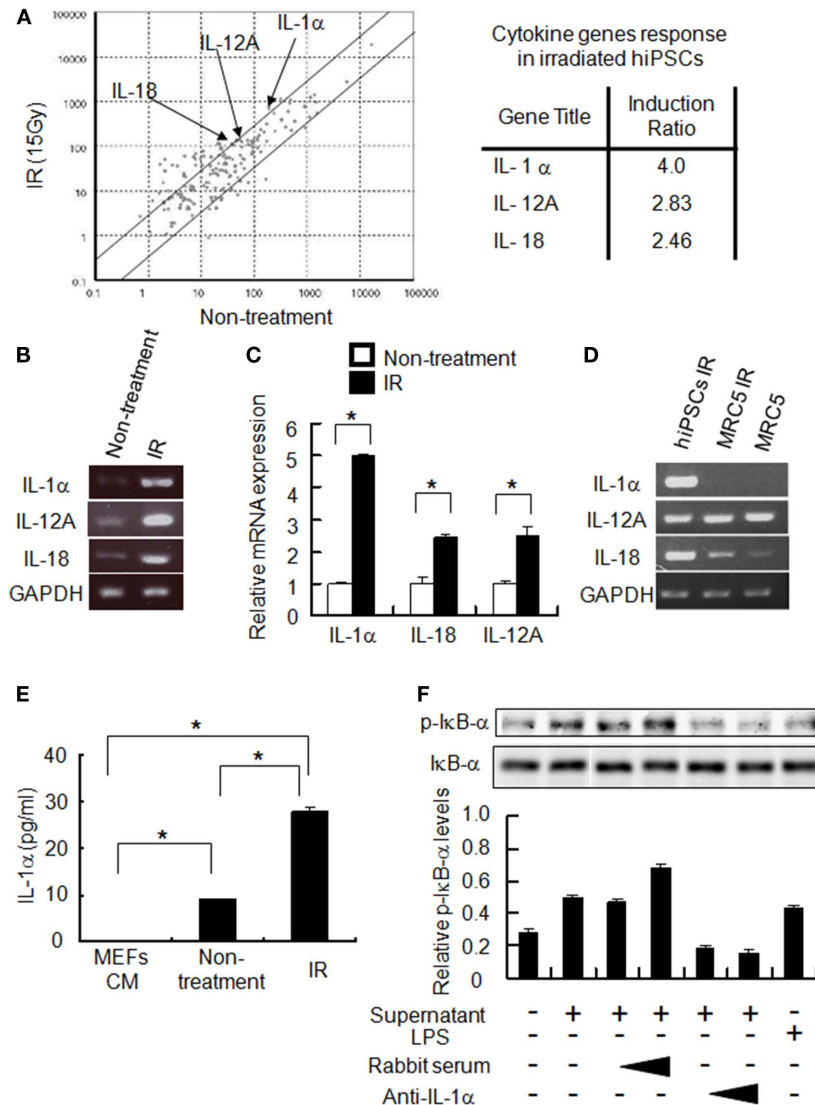 A
100000
10000
1000
100
10
1
0.1
IR (15Gy)
IL-1α
IL-12A
IL-18
0.1 1 10 100 1000 10000 100000
Non-treatment
Cytokine genes response
in irradiated hiPSCs
Gene Title Induction Ratio
IL- 1 α 4.0
IL- 12A 2.83
IL- 18 2.46
B
Non-treatment IR
IL-1α
IL-12A
IL-18
GAPDH
C
Non-treatment
IR
Relative mRNA expression
6
5
4
3
2
1
0
* * *
IL-1α IL-18 IL-12A
D
hiPSCs IR MRC5 IR MRC5
IL-1α
IL-12A
IL-18
GAPDH
E
IL-1α (pg/ml)
40
30
20
10
0
*
*
*
MEFs CM Non-treatment IR
F
p-IκB-α
IκB-α
Relative p-IκB-α levels
1.0
0.8
0.6
0.4
0.2
0
Supernatant - + + + + + -
LPS - - - - - - +
Rabbit serum - - - - -
Anti-IL-1α - - - - -